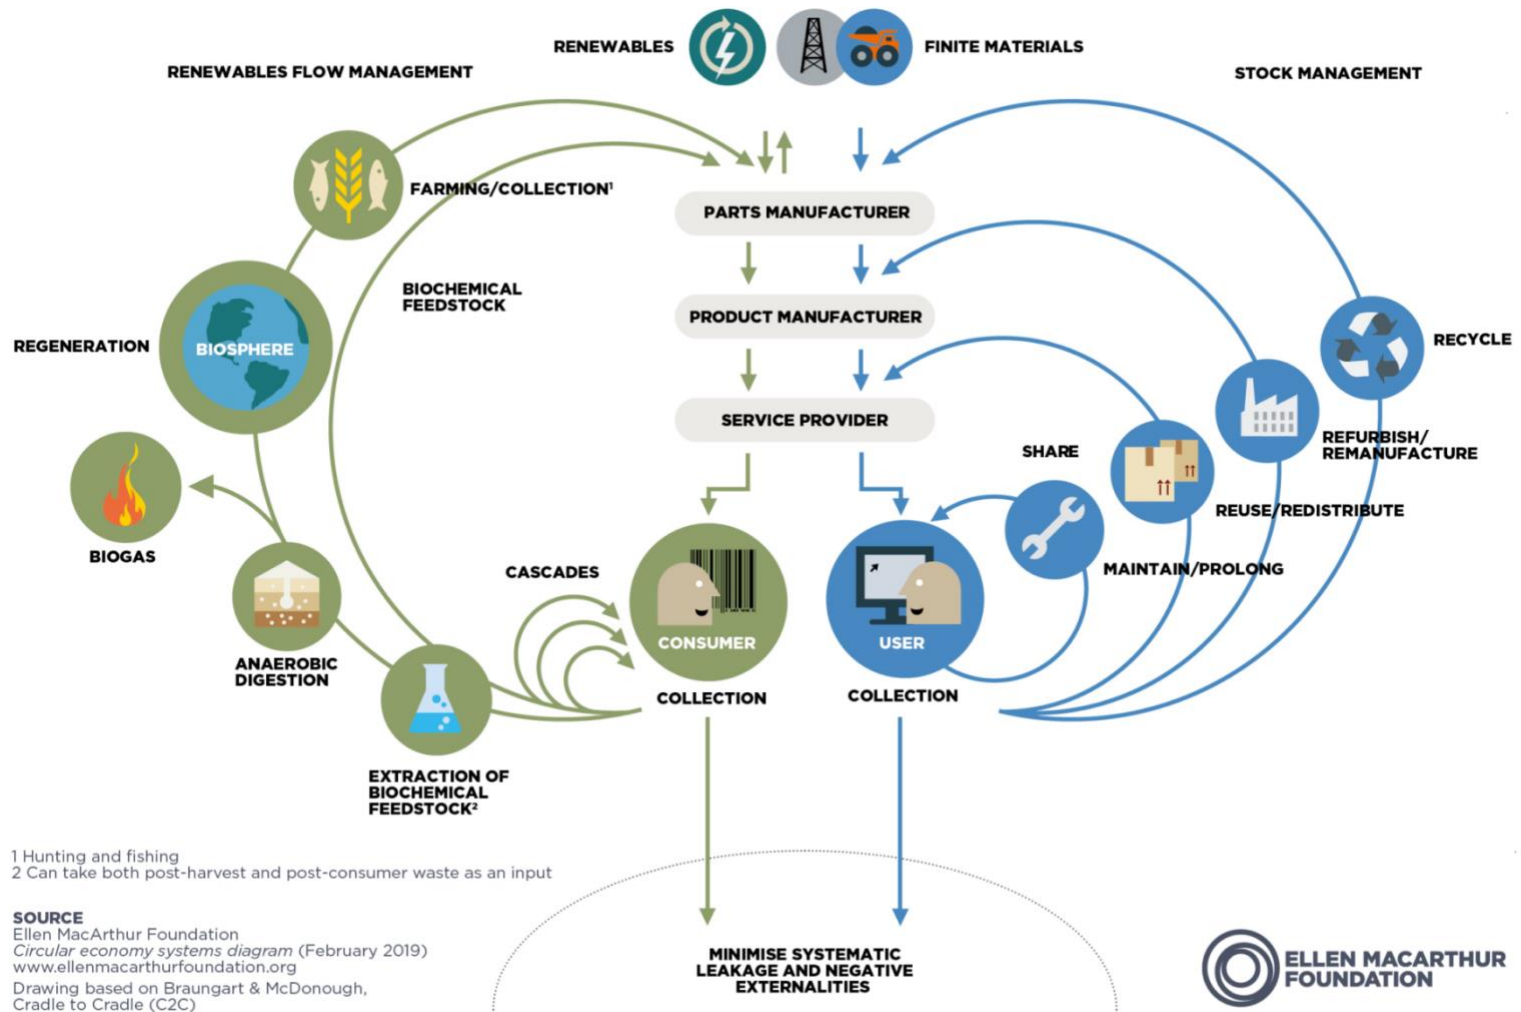 RENEWABLES
FINITE MATERIALS
RENEWABLES FLOW MANAGEMENT
STOCK MANAGEMENT
FARMING/COLLECTION¹
PARTS MANUFACTURER
BIOCHEMICAL
FEEDSTOCK
PRODUCT MANUFACTURER
REGENERATION
BIOSPHERE
RECYCLE
SERVICE PROVIDER
SHARE
REFURBISH/
REMANUFACTURE
REUSE/REDISTRIBUTE
BIOGAS
CASCADES
MAINTAIN/PROLONG
CONSUMER
USER
ANAEROBIC
DIGESTION
COLLECTION
COLLECTION
EXTRACTION OF
BIOCHEMICAL
FEEDSTOCK²
1 Hunting and fishing
2 Can take both post-harvest and post-consumer waste as an input
SOURCE
Ellen MacArthur Foundation
Circular economy systems diagram (February 2019)
www.ellenmacarthurfoundation.org
Drawing based on Braungart & McDonough,
Cradle to Cradle (C2C)
MINIMISE SYSTEMATIC
LEAKAGE AND NEGATIVE
EXTERNALITIES
ELLEN MACARTHUR
FOUNDATION